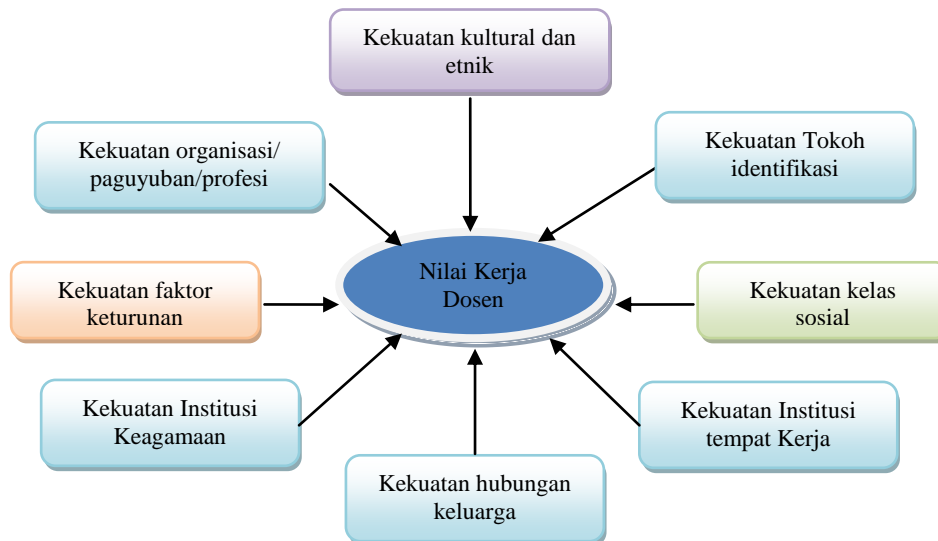 Kekuatan kultural dan
etnik
Kekuatan organisasi/
paguyuban/profesi
Kekuatan Tokoh
identifikasi
Nilai Kerja
Dosen
Kekuatan faktor
keturunan
Kekuatan kelas
sosial
Kekuatan Institusi
Keagamaan
Kekuatan Institusi
tempat Kerja
Kekuatan hubungan
keluarga